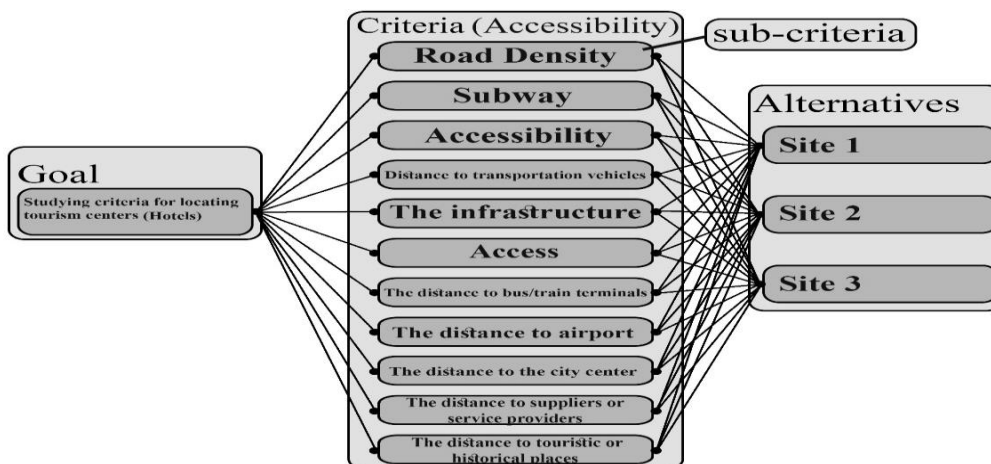 Criteria (Accessibility)
sub-criteria
Road Density
Subway
Accessibility
Distance to transportation vehicles
The infrastructure
Access
The distance to bus/train terminals
The distance to airport
The distance to the city center
The distance to suppliers or
service providers
The distance to touristic or
historical places
Goal
Studying criteria for locating
tourism centers (Hotels)
Alternatives
Site 1
Site 2
Site 3